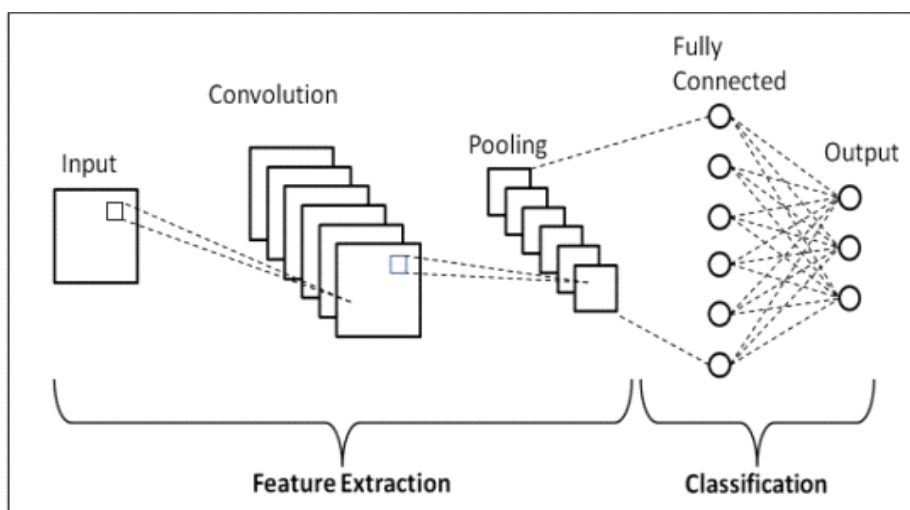 Input
Convolution
Pooling
Fully
Connected
Output
Feature Extraction
Classification